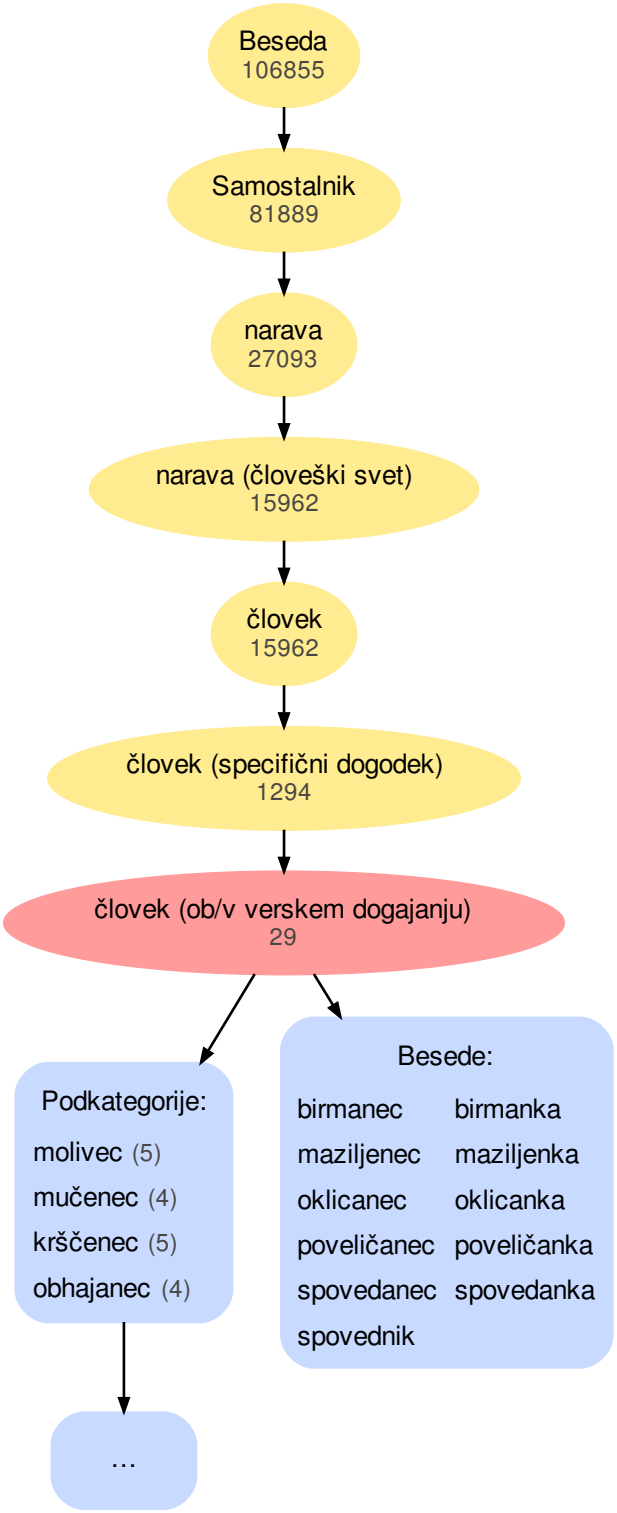 Beseda
106855
Samostalnik
81889
narava
27093
narava (človeški svet)
15962
človek
15962
človek (specifični dogodek)
1294
človek (ob/v verskem dogajanju)
29
Podkategorije:
molivec (5)
mučenec (4)
krščenec (5)
obhajanec (4)
...
Besede:
birmanec birmanka
maziljenec maziljenka
oklicanec oklicanka
poveličanec poveličanka
spovedanec spovedanka
spovednik